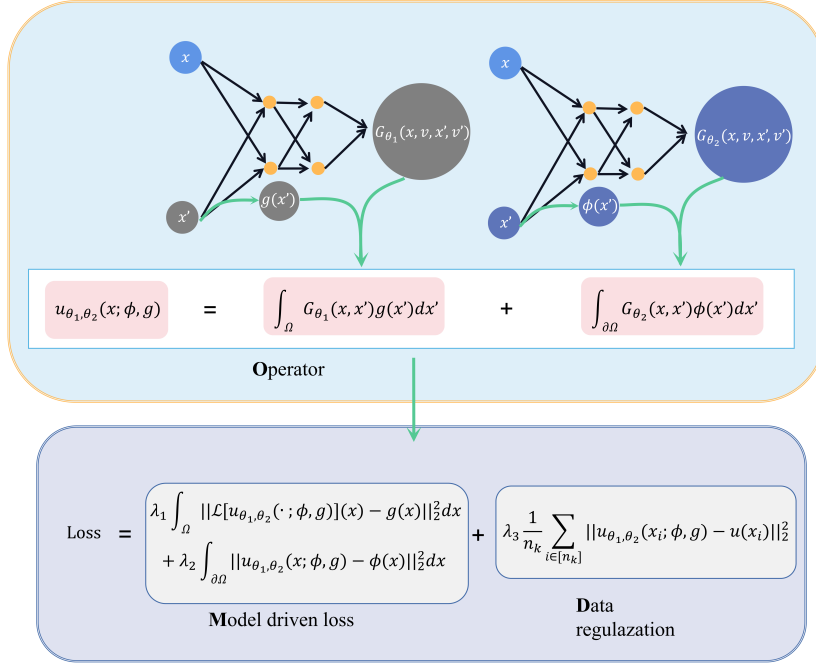 x
x
G_{θ_1}(x, v, x', v')
G_{θ_2}(x, v, x', v')
x'
g(x')
x'
ϕ(x')
u_{θ_1,θ_2}(x; ϕ, g) = ∫_Ω G_{θ_1}(x, x')g(x')dx' + ∫_{∂Ω} G_{θ_2}(x, x')ϕ(x')dx'
Operator
Loss = λ_1 ∫_Ω ||ℒ[u_{θ_1,θ_2}(· ; ϕ, g)](x) − g(x)||_2^2 dx
+ λ_2 ∫_{∂Ω} ||u_{θ_1,θ_2}(x; ϕ, g) − ϕ(x)||_2^2 dx
+ λ_3 \frac{1}{n_k} ∑_{i∈[n_k]} ||u_{θ_1,θ_2}(x_i; ϕ, g) − u(x_i)||_2^2
Model driven loss
Data
regulazation